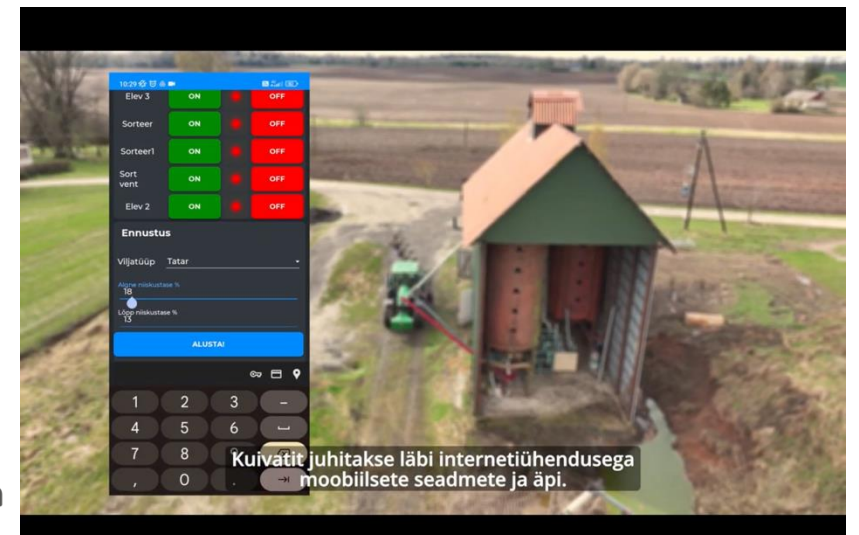 10:29
Elev 3 ON OFF
Sorteer ON OFF
Sorteer1 ON OFF
Sort
vent ON OFF
Elev 2 ON OFF
Ennustus
Viljatüüp Tatar
Algne niiskustase %
18
Lõpp niiskustase %
13
ALUSTA!
1 2 3 –
4 5 6
7 8
, 0 .
Kuivatit juhitakse läbi internetiühendusega
moobiilsete seadmete ja äpi.